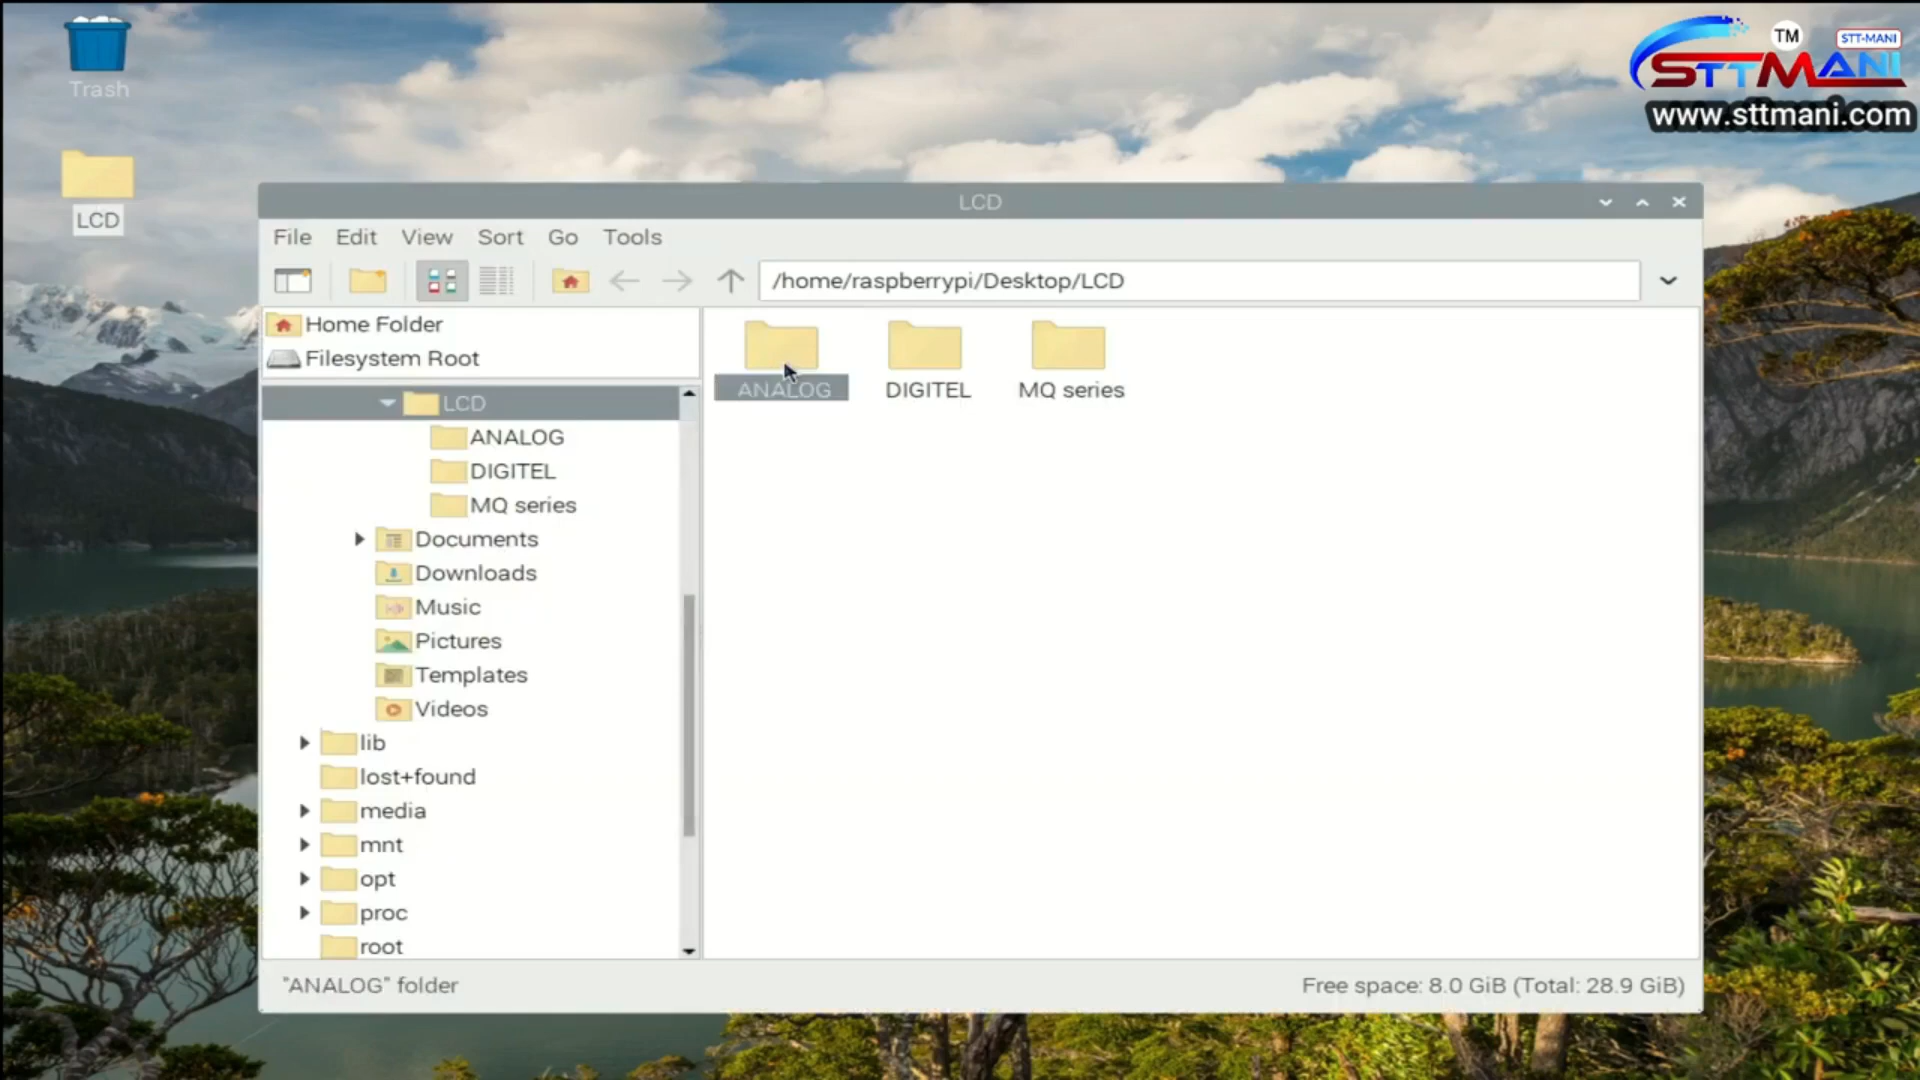 Trash
LCD
TM
STT-MANI
STTMANI
www.sttmani.com
LCD
File Edit View Sort Go Tools
/home/raspberrypi/Desktop/LCD
Home Folder
Filesystem Root
LCD
ANALOG
DIGITEL
MQ series
Documents
Downloads
Music
Pictures
Templates
Videos
lib
lost+found
media
mnt
opt
proc
root
ANALOG DIGITEL MQ series
"ANALOG" folder
Free space: 8.0 GiB (Total: 28.9 GiB)